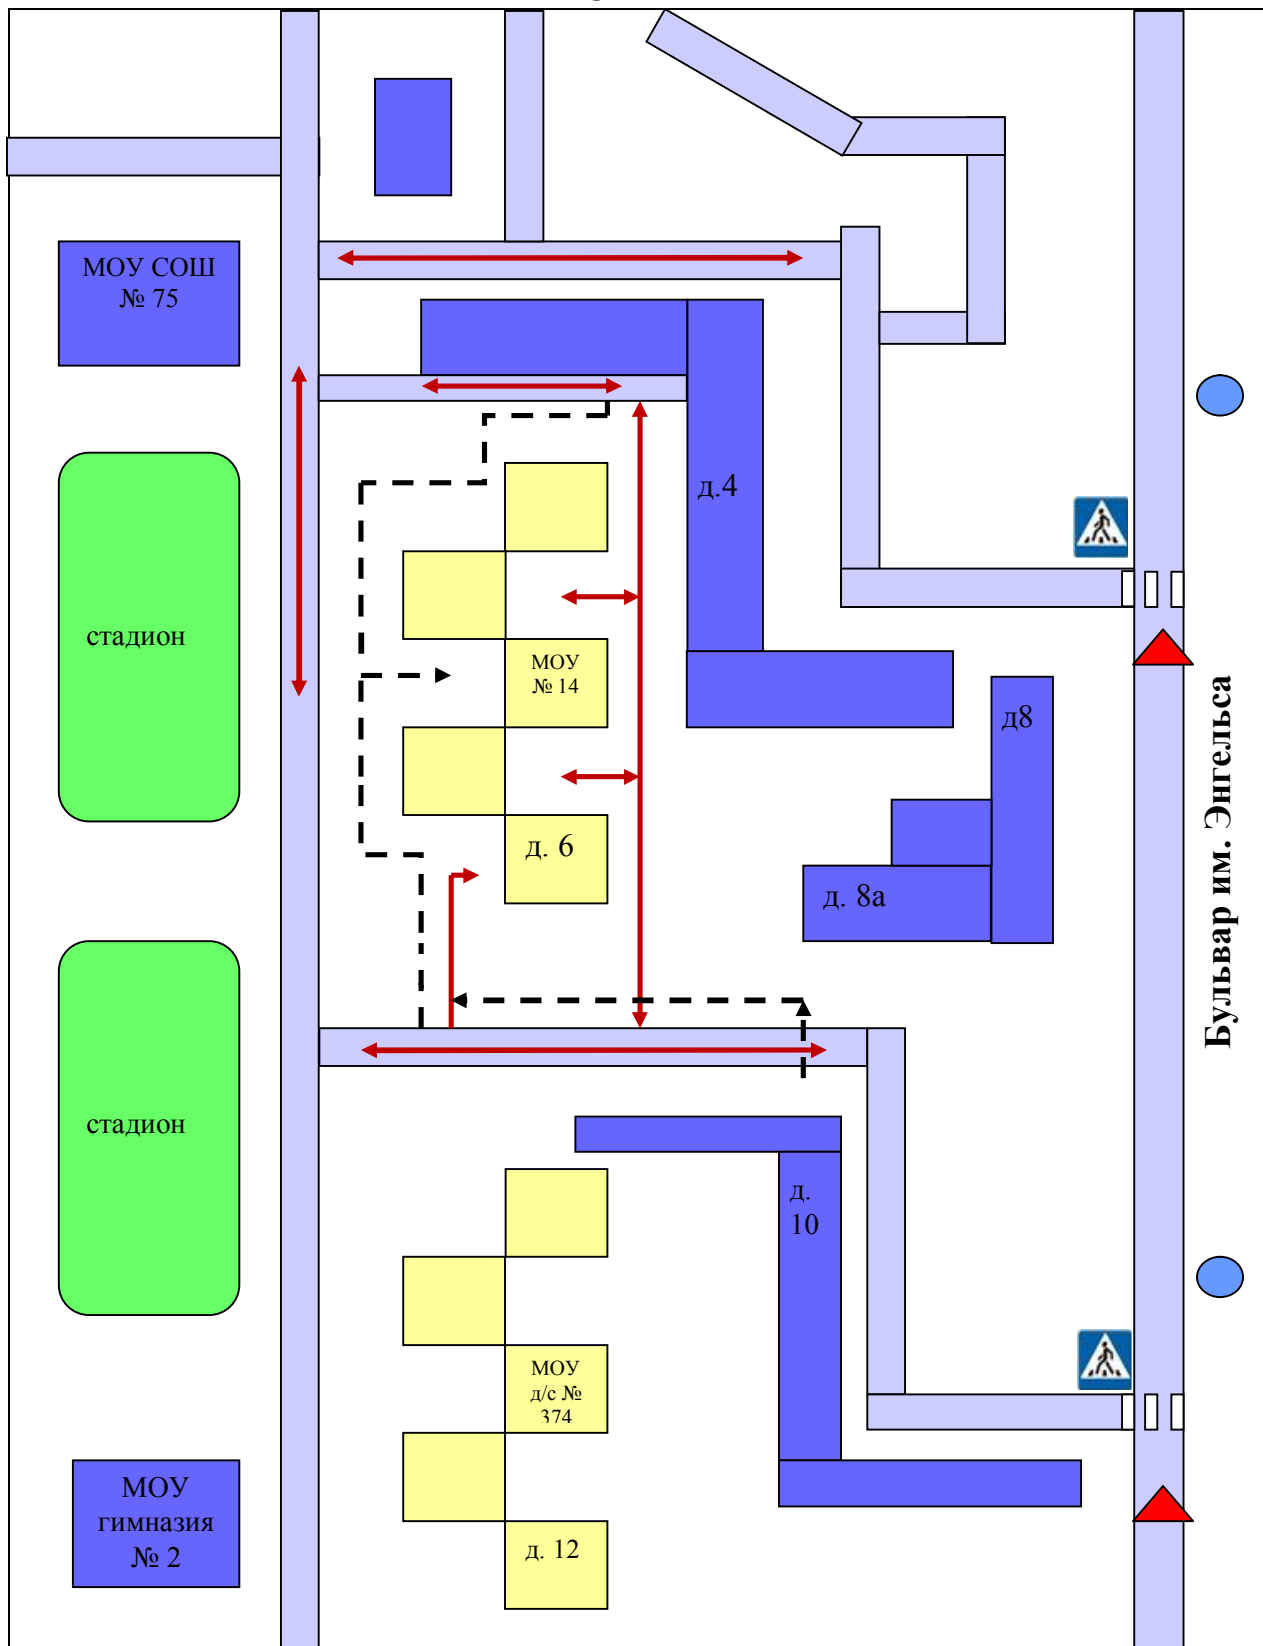 МОУ СОШ
№ 75
д.4
стадион
МОУ
№ 14
д8
д. 6
д. 8а
Бульвар им. Энгельса
стадион
д.
10
МОУ
д/с №
374
МОУ
гимназия
№ 2
д. 12